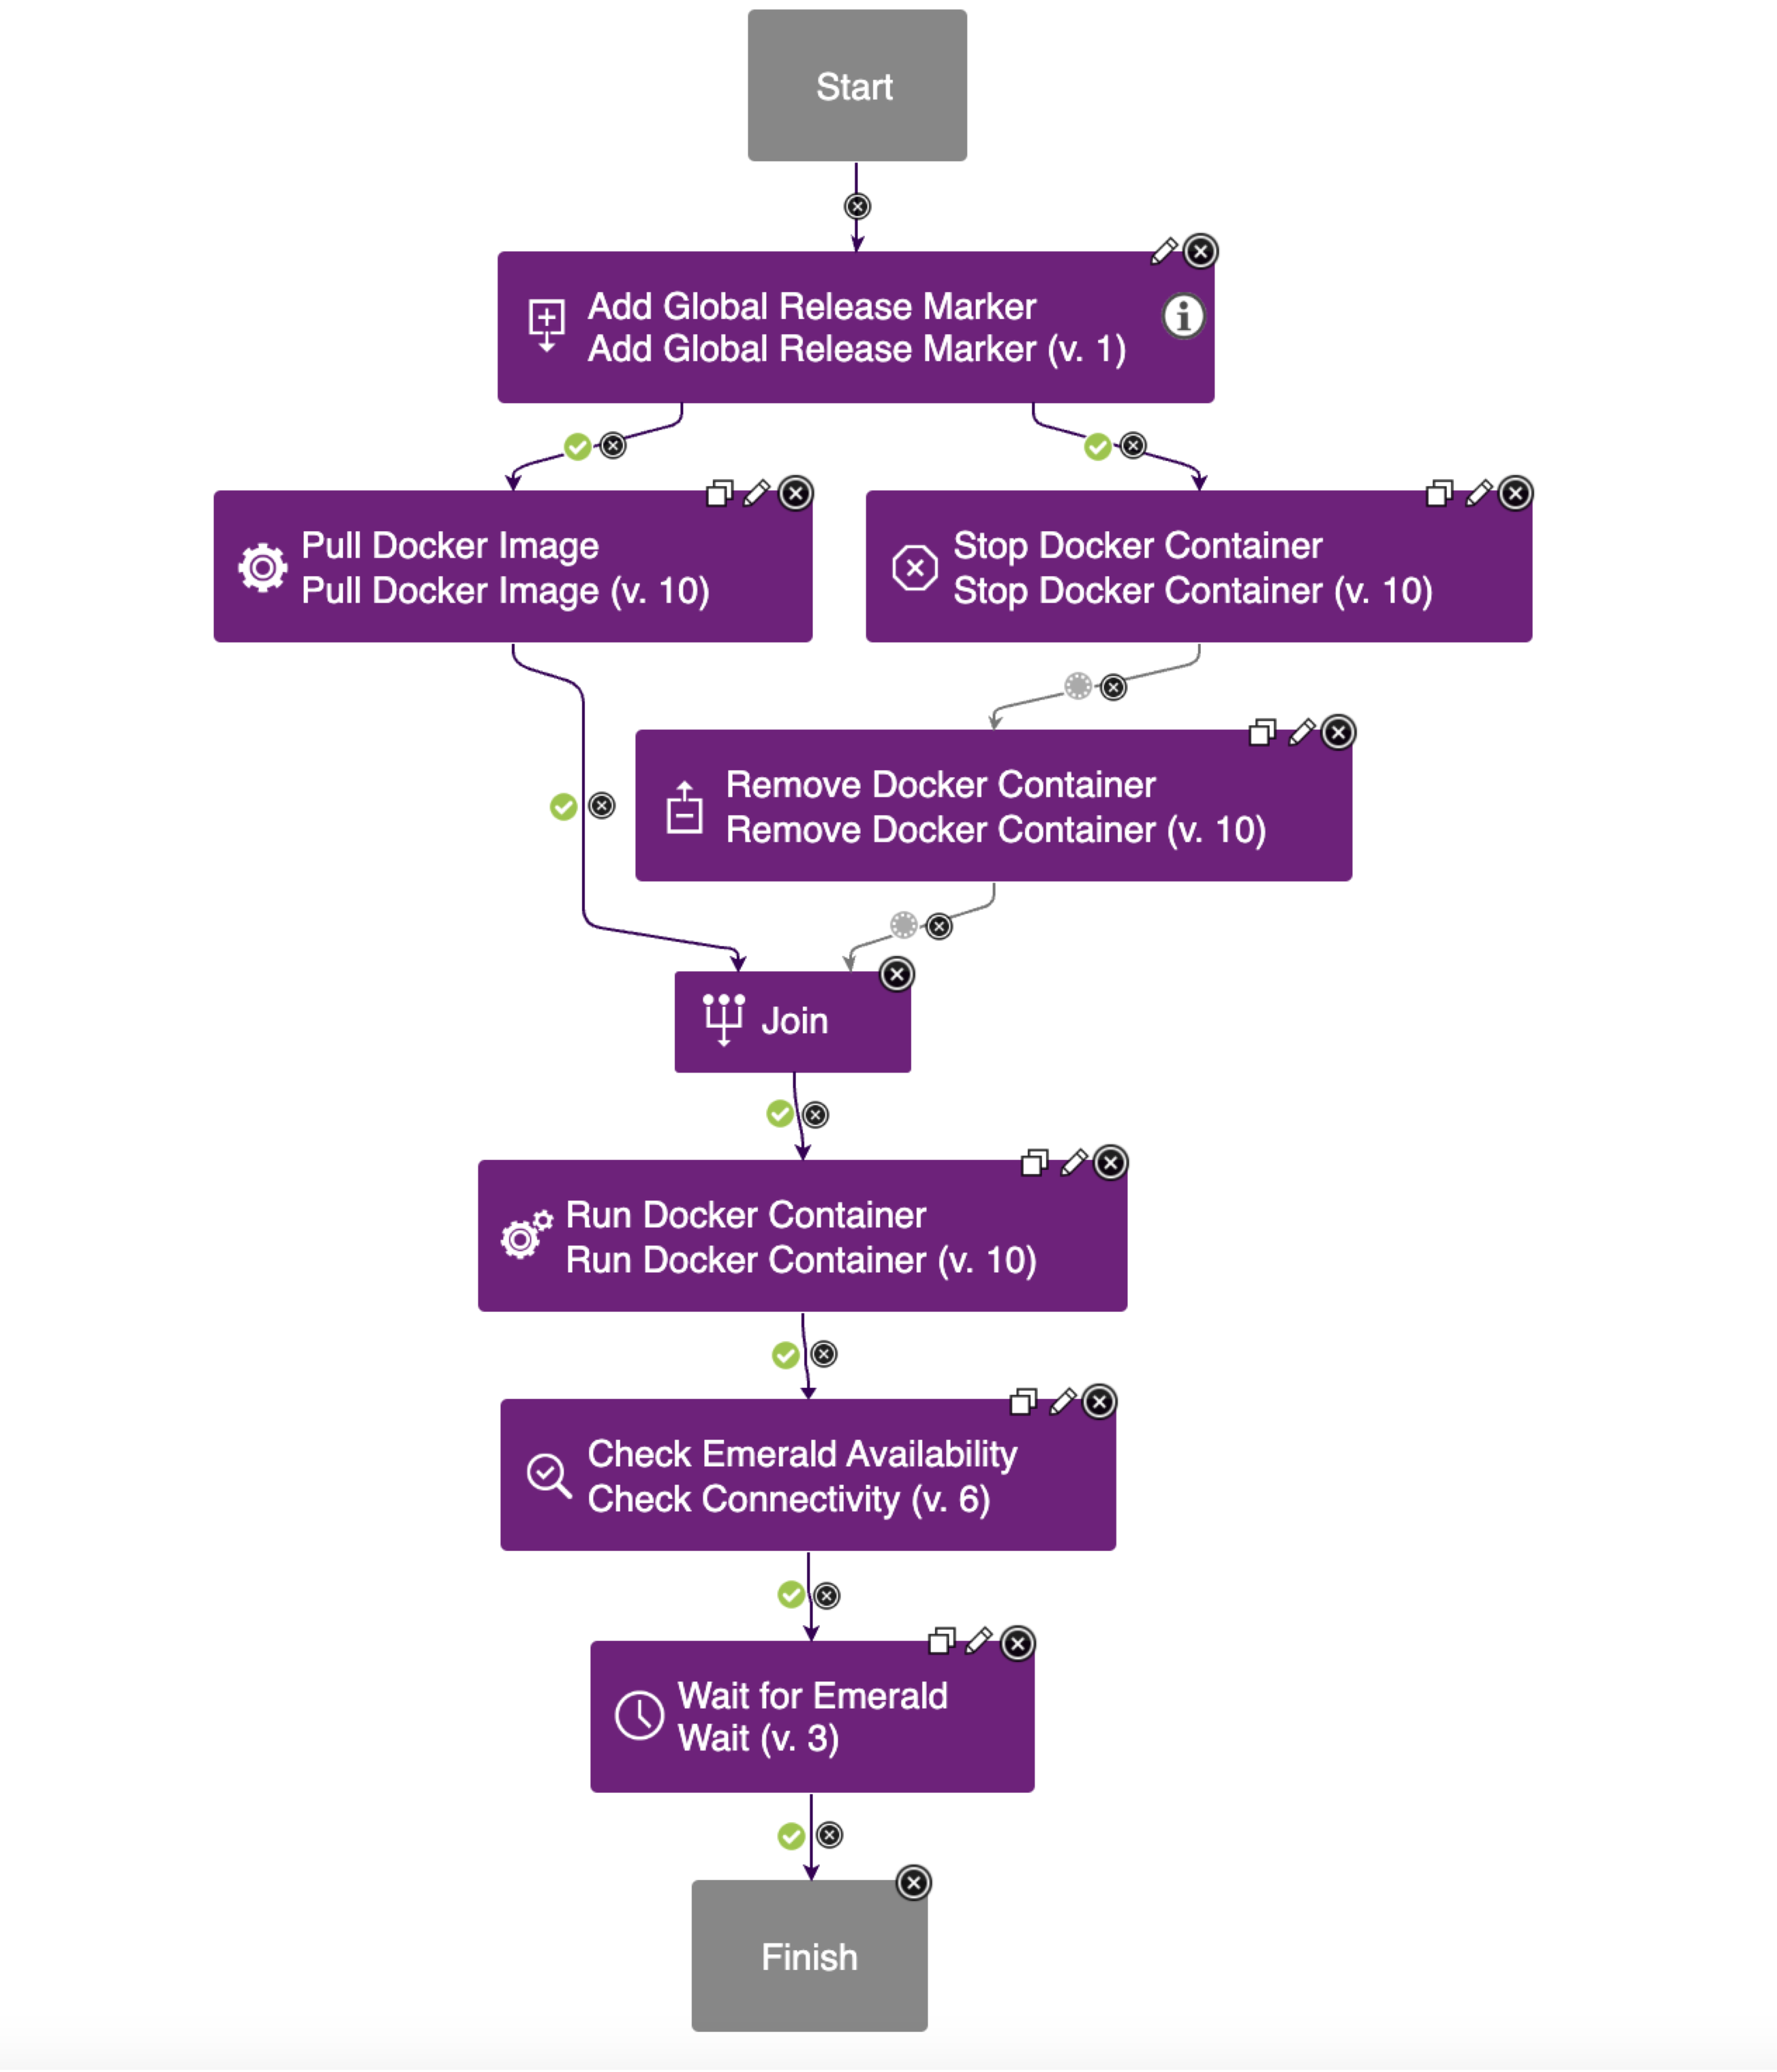 Start
Add Global Release Marker
Add Global Release Marker (v. 1)
Pull Docker Image
Pull Docker Image (v. 10)
Stop Docker Container
Stop Docker Container (v. 10)
Remove Docker Container
Remove Docker Container (v. 10)
Join
Run Docker Container
Run Docker Container (v. 10)
Check Emerald Availability
Check Connectivity (v. 6)
Wait for Emerald
Wait (v. 3)
Finish